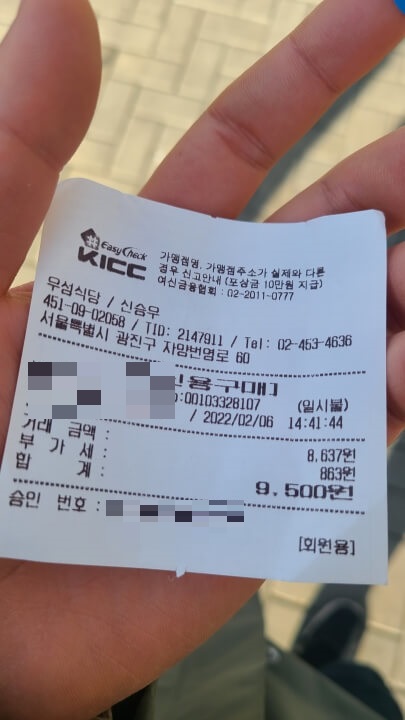 EasyCheck
KICC
가맹점명, 가맹점주소가 실제와 다른
경우 신고안내 (포상금 10만원 지급)
여신금융협회 : 02-2011-0777
우성식당 / 신승우
451-09-02058 / TID: 2147911 / Tel: 02-453-4636
서울특별시 광진구 자양번영로 60
신용구매]
:00103328107 (일시불)
/ 2022/02/06 14:41:44
거래 금액 : 8,637원
부 가 세 : 863원
합 계 : 9,500원
승인 번호 :
[회원용]